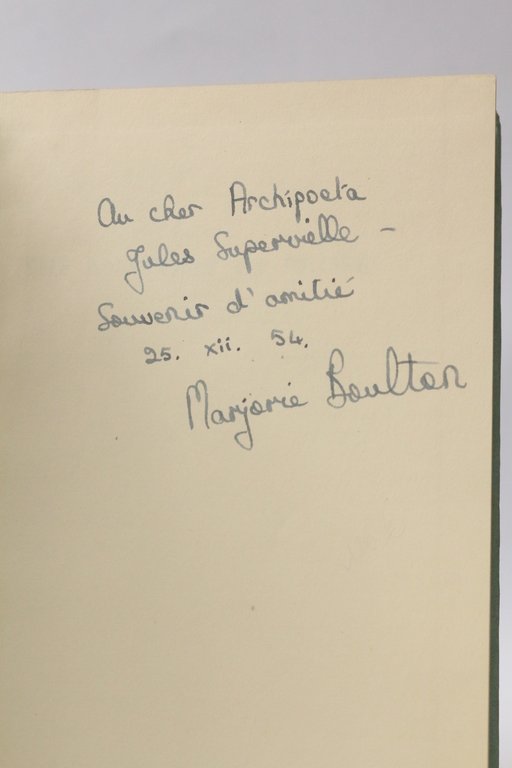 Au cher Archipoeta
Jules Supervielle –
Souvenir d'amitié
25. xii. 54.
Marjorie Boulton